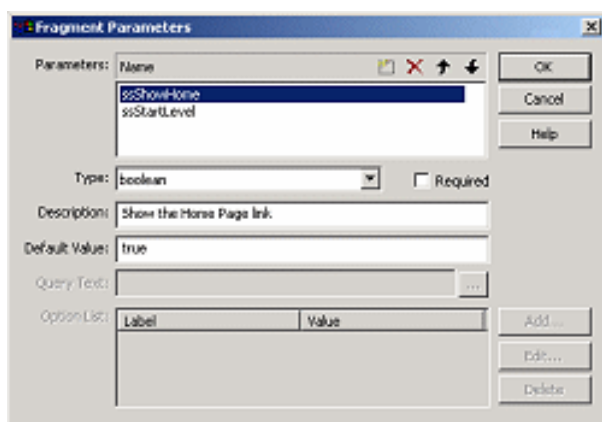 Fragment Parameters
Parameters: Name
OK
ssShowHome
ssStartLevel
Cancel
Help
Type: boolean
Required
Description: Show the Home Page link
Default Value: true
Query Text:
...
Option List: Label Value
Add...
Edit...
Delete